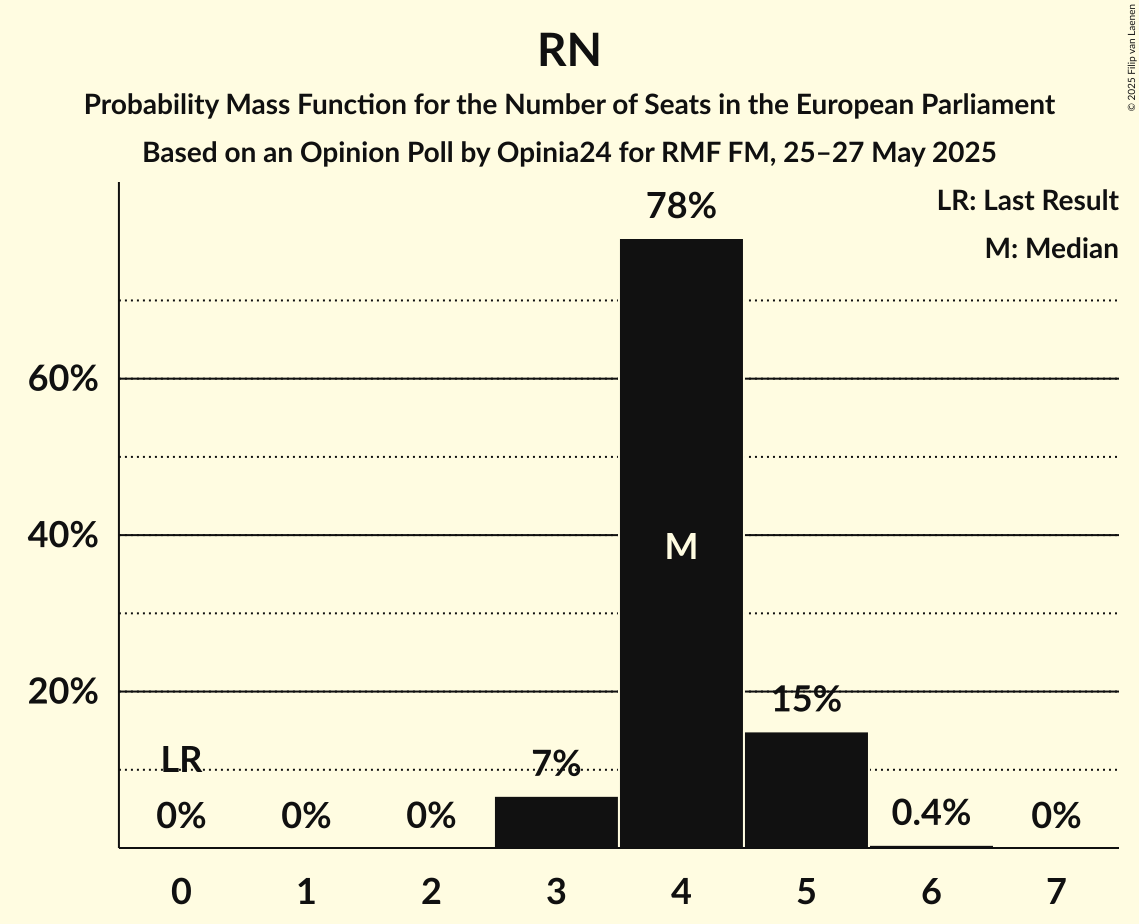 RN
Probability Mass Function for the Number of Seats in the European Parliament
Based on an Opinion Poll by Opinia24 for RMF FM, 25–27 May 2025
© 2025 Filip van Laenen
LR: Last Result
M: Median
78%
60%
40%
M
20%
15%
LR
7%
0%
0%
0%
0.4%
0%
0 1 2 3 4 5 6 7